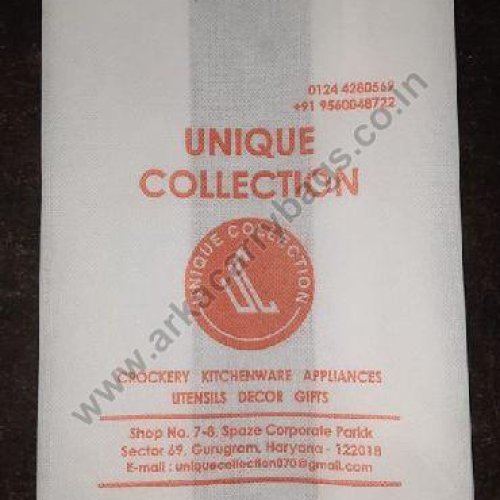 0124 4280569
+91 9560048722
UNIQUE
COLLECTION
UNIQUE COLLECTION
CROCKERY KITCHENWARE APPLIANCES
UTENSILS DECOR GIFTS
Shop No. 7-8, Spaze Corporate Parkk
Sector 69, Gurugram, Haryana - 122018
E-mail : uniquecollection070@gmail.com
www.arkacarrybags.co.in